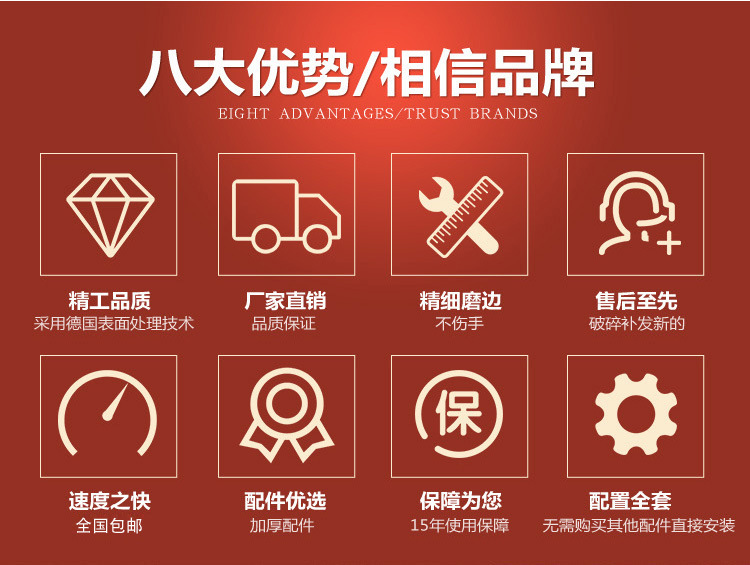 八大优势/相信品牌
EIGHT ADVANTAGES/TRUST BRANDS
精工品质
采用德国表面处理技术
厂家直销
品质保证
精细磨边
不伤手
售后至先
破碎补发新的
速度之快
全国包邮
配件优选
加厚配件
保
保障为您
15年使用保障
配置全套
无需购买其他配件直接安装